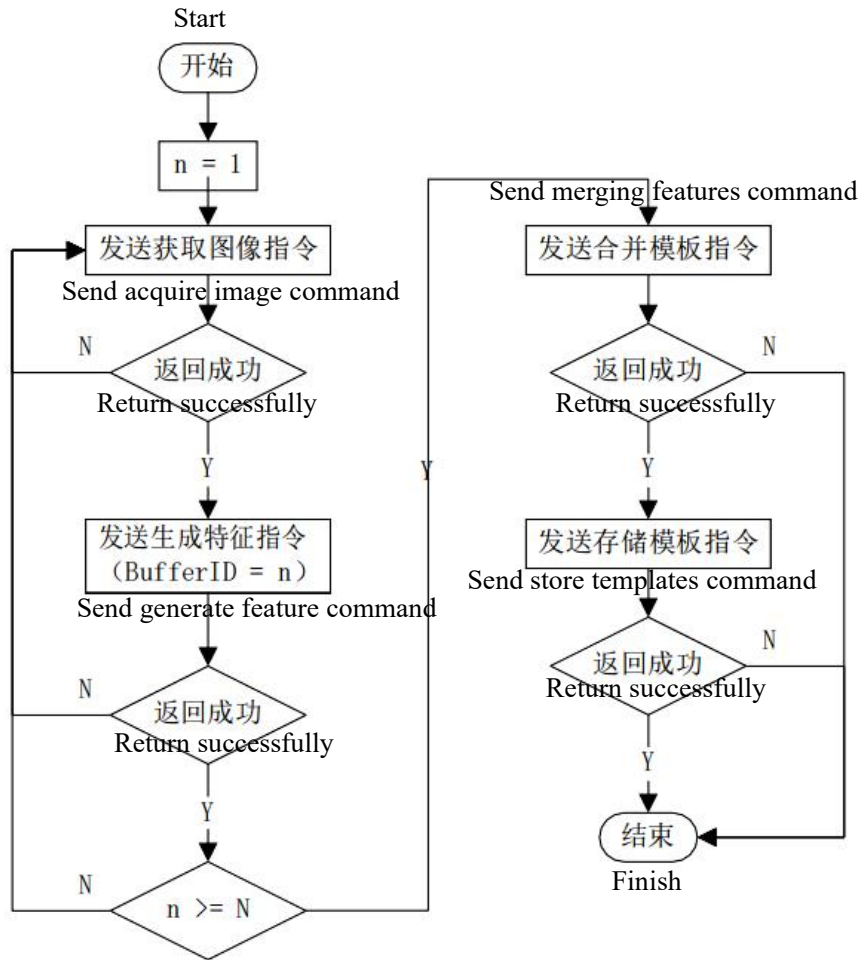 Start
开始
n = 1
发送获取图像指令
Send acquire image command
N
返回成功
Return successfully
Y
发送生成特征指令
（BufferID = n）
Send generate feature command
N
返回成功
Return successfully
Y
N
n >= N
Y
Send merging features command
发送合并模板指令
N
返回成功
Return successfully
Y
发送存储模板指令
Send store templates command
N
返回成功
Return successfully
Y
结束
Finish